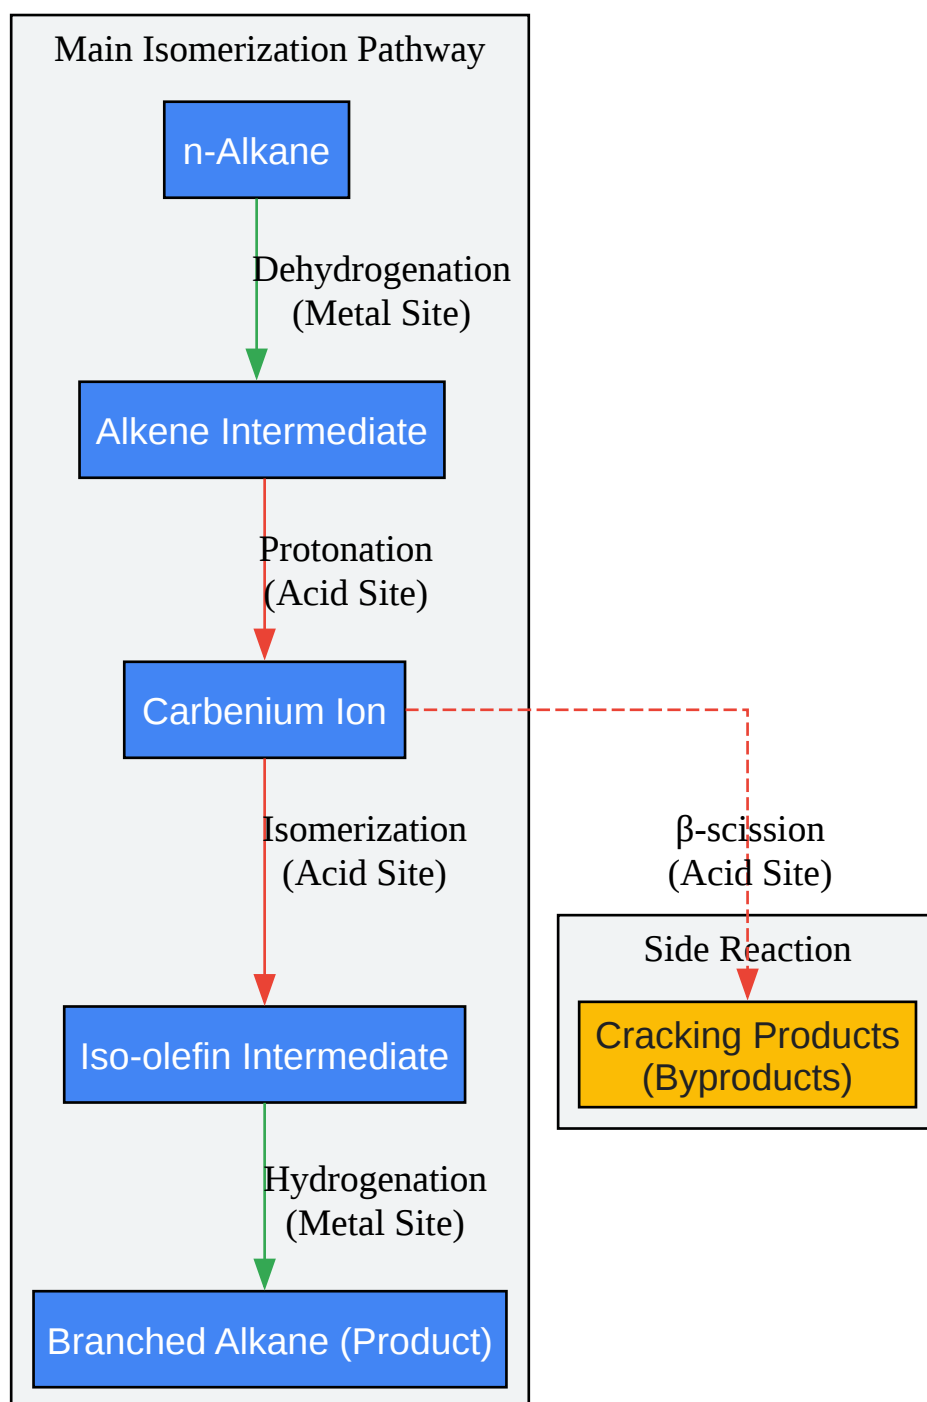 Main Isomerization Pathway
n-Alkane
Dehydrogenation
(Metal Site)
Alkene Intermediate
Protonation
(Acid Site)
Carbenium Ion
Isomerization
(Acid Site)
β-scission
(Acid Site)
Side Reaction
Cracking Products
(Byproducts)
Iso-olefin Intermediate
Hydrogenation
(Metal Site)
Branched Alkane (Product)